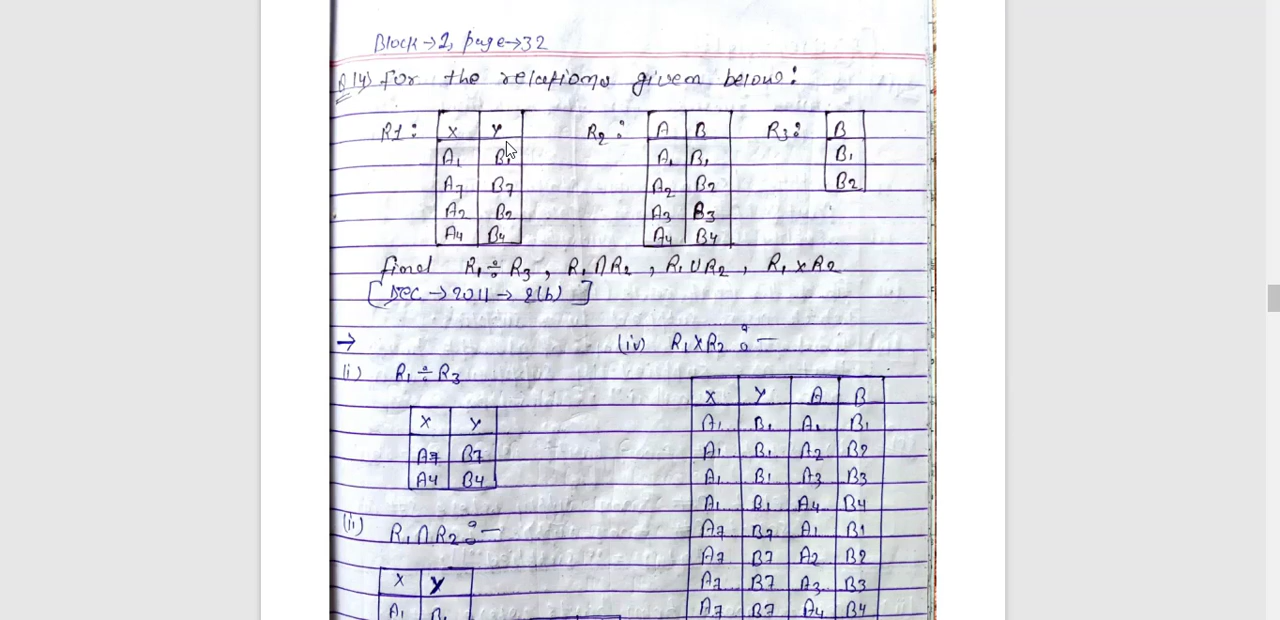 Block → 2, page → 32
Q 14) for the relations given below:
R1: X Y R2: A B R3: B
A1 B1 A1 B1 B1
A7 B7 A2 B2 B2
A2 B2 A3 B3
A4 B4 A4 B4
find R1 ÷ R3 , R1 ∩ R2 , R1 ∪ R2 , R1 × R2
[ Dec → 2011 → 2(b) ]
→
(i) R1 ÷ R3
X Y
A7 B7
A4 B4
(ii) R1 ∩ R2 :-
X Y
A1 B1
(iv) R1 X R2 :-
X Y A B
A1 B1 A1 B1
A1 B1 A2 B2
A1 B1 A3 B3
A1 B1 A4 B4
A7 B7 A1 B1
A7 B7 A2 B2
A7 B7 A3 B3
A7 B7 A4 B4